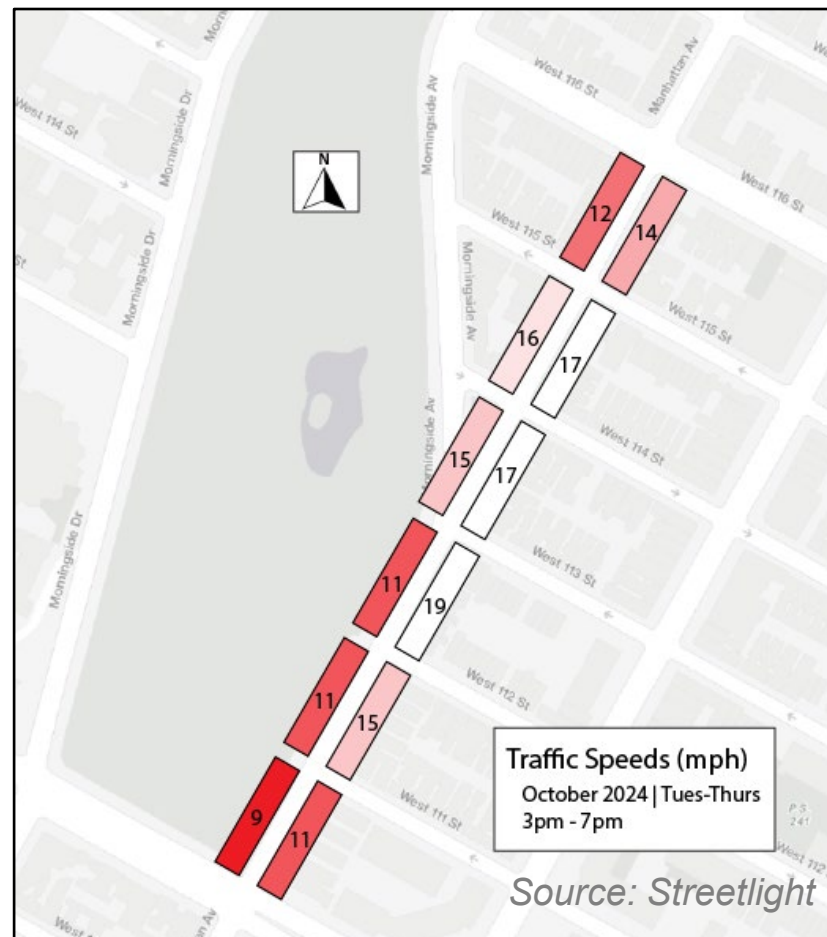 Morningside Av
West 116 St
Manhattan Av
West 114 St
Morningside Dr
N
West 116 St
12
14
West 115 St
Morningside Dr
Morningside Av
West 115 St
16
17
Morningside Av
West 114 St
15
17
West 113 St
Morningside Dr
11
19
West 112 St
11
15
Traffic Speeds (mph)
October 2024 | Tues-Thurs
3pm - 7pm
P.S.
241
West 111 St
9
11
West 112
Source: Streetlight